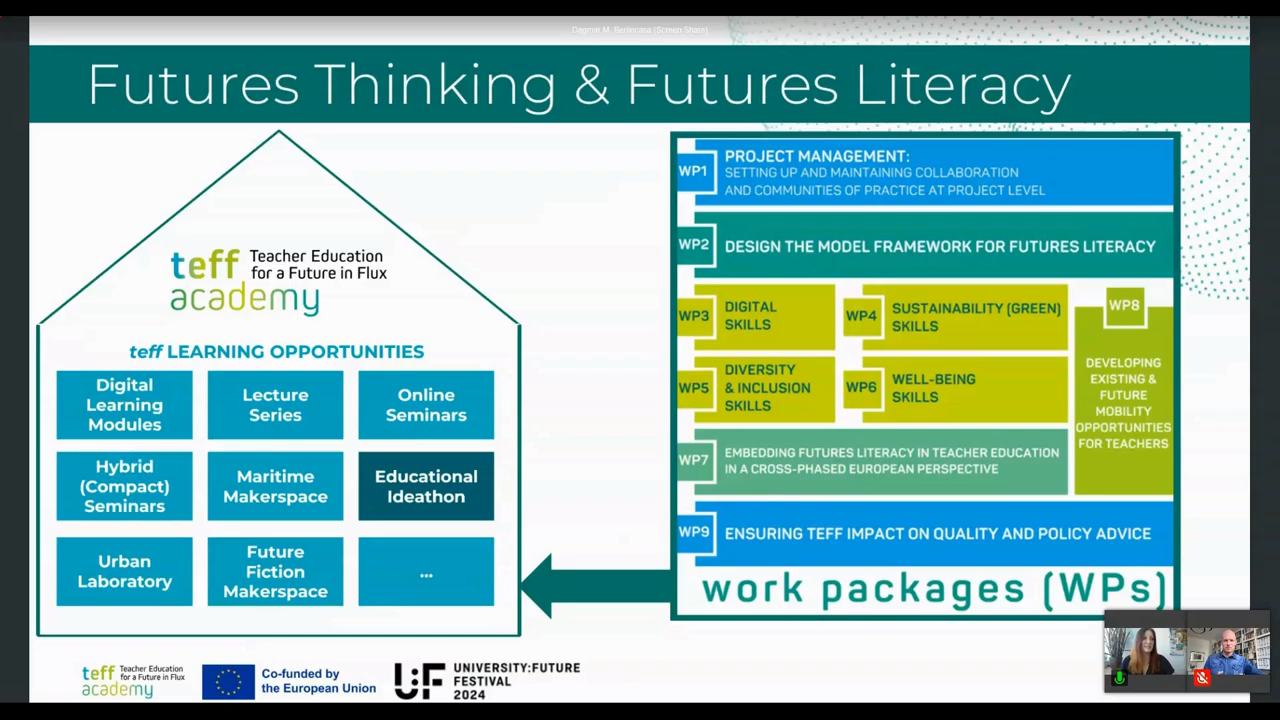 Dagmar M. Berlincasa (Screen Share)
Futures Thinking & Futures Literacy
teff Teacher Education
for a Future in Flux
academy
teff LEARNING OPPORTUNITIES
Digital
Learning
Modules
Lecture
Series
Online
Seminars
Hybrid
(Compact)
Seminars
Maritime
Makerspace
Educational
Ideathon
Urban
Laboratory
Future
Fiction
Makerspace
...
WP1
PROJECT MANAGEMENT:
SETTING UP AND MAINTAINING COLLABORATION
AND COMMUNITIES OF PRACTICE AT PROJECT LEVEL
WP2
DESIGN THE MODEL FRAMEWORK FOR FUTURES LITERACY
WP3
DIGITAL
SKILLS
WP4
SUSTAINABILITY (GREEN)
SKILLS
WP5
DIVERSITY
& INCLUSION
SKILLS
WP6
WELL-BEING
SKILLS
WP8
DEVELOPING
EXISTING &
FUTURE
MOBILITY
OPPORTUNITIES
FOR TEACHERS
WP7
EMBEDDING FUTURES LITERACY IN TEACHER EDUCATION
IN A CROSS-PHASED EUROPEAN PERSPECTIVE
WP9
ENSURING TEFF IMPACT ON QUALITY AND POLICY ADVICE
work packages (WPs)
teff Teacher Education
for a Future in Flux
academy
Co-funded by
the European Union
U:F
UNIVERSITY:FUTURE
FESTIVAL
2024